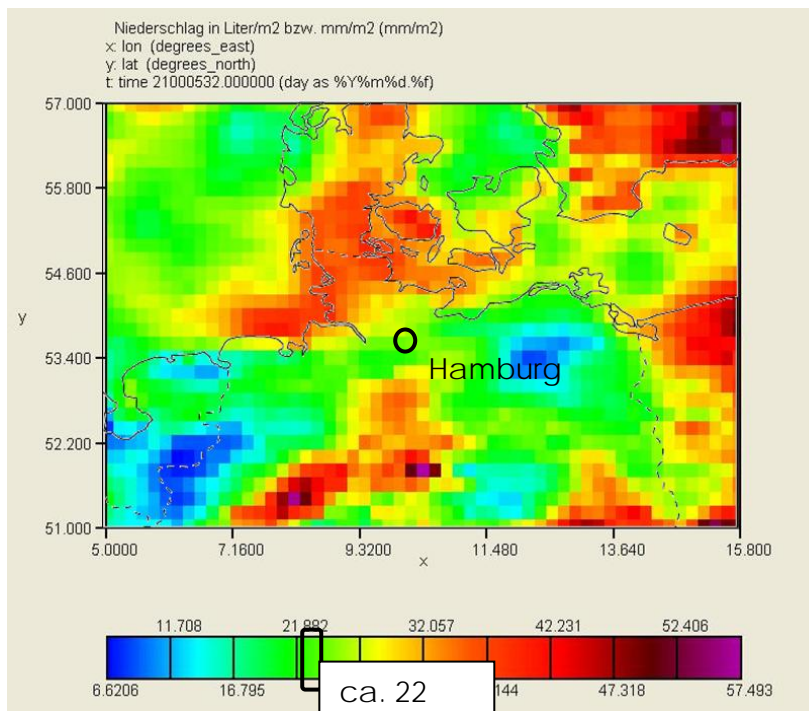 Niederschlag in Liter/m2 bzw. mm/m2 (mm/m2)
x: lon (degrees_east)
y: lat (degrees_north)
t: time 21000532.000000 (day as %Y%m%d.%f)
57.000
55.800
54.600
y
53.400
Hamburg
52.200
51.000
5.0000 7.1600 9.3200 11.480 13.640 15.800
x
11.708 21.882 32.057 42.231 52.406
6.6206 16.795 144 47.318 57.493
ca. 22